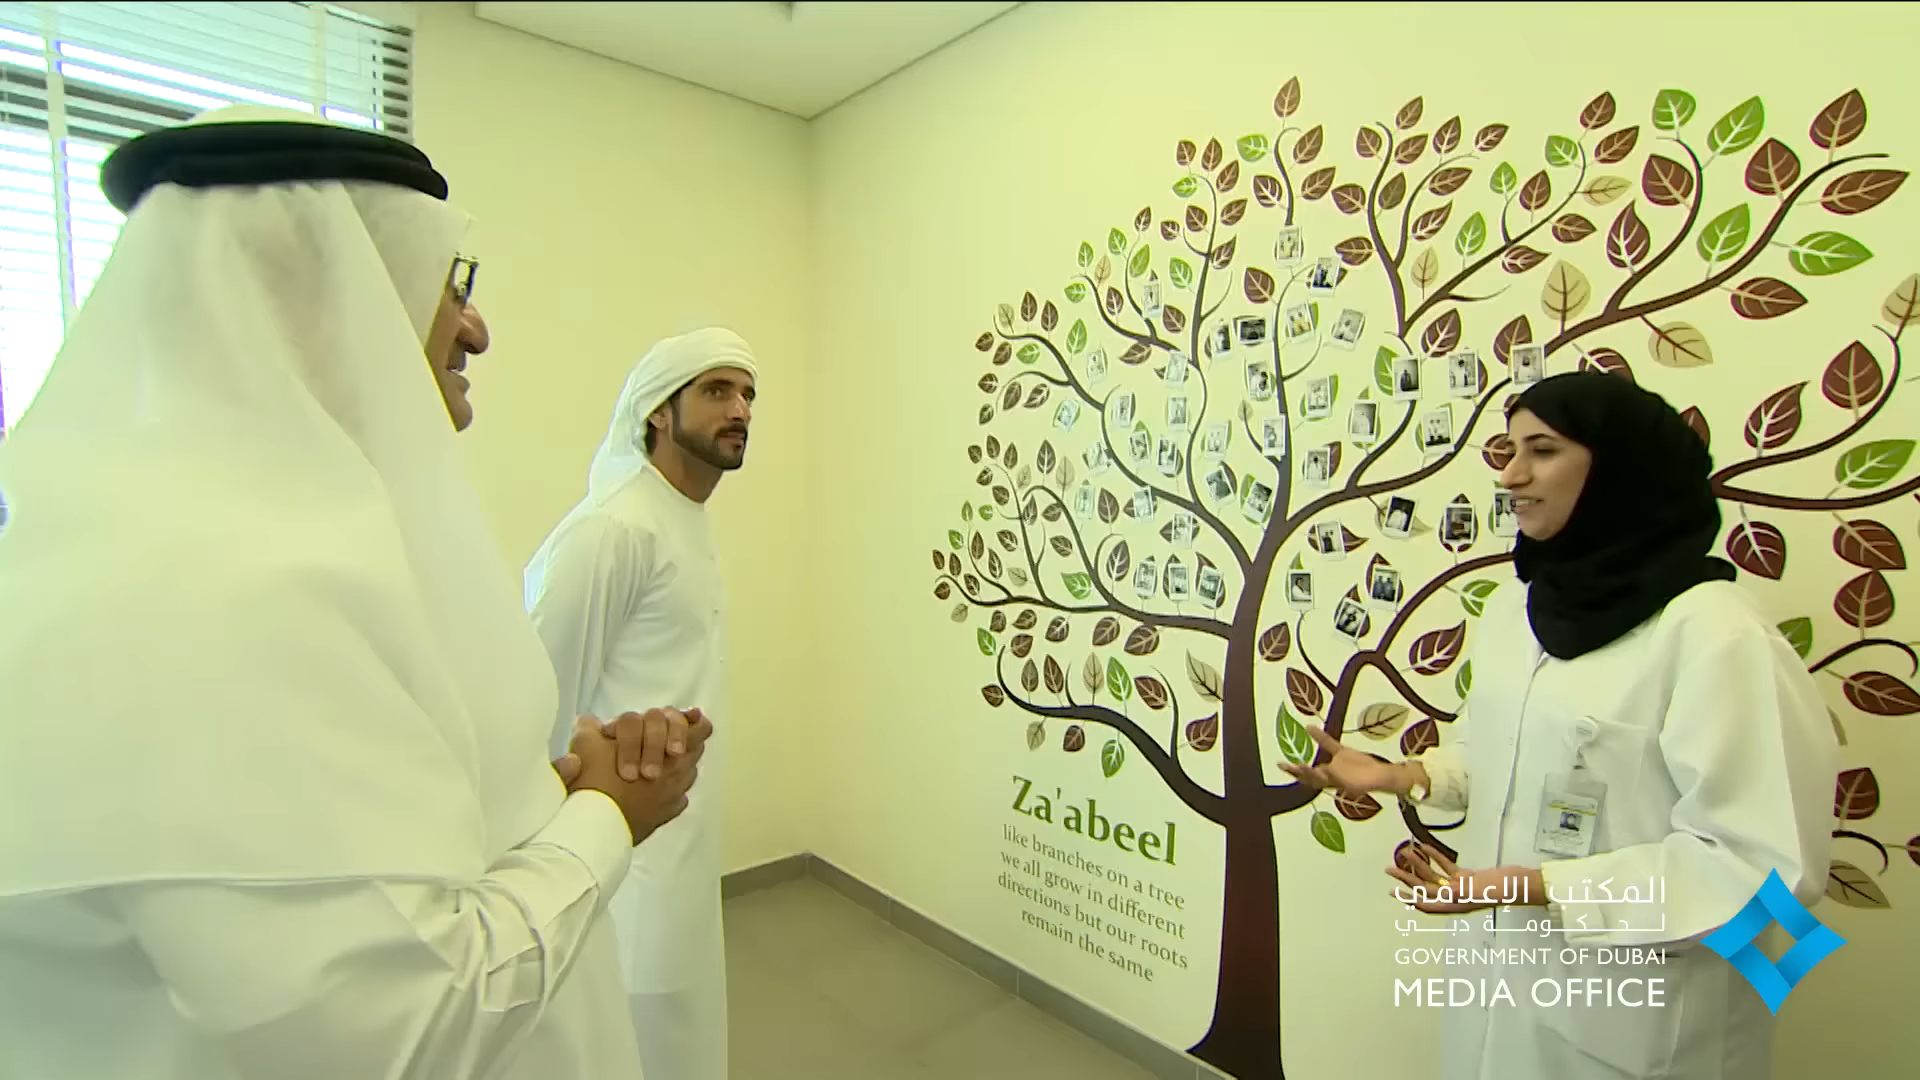 Za'abeel
like branches on a tree
we all grow in different
directions but our roots
remain the same
المكتب الإعلامي
لحكومة دبي
GOVERNMENT OF DUBAI
MEDIA OFFICE